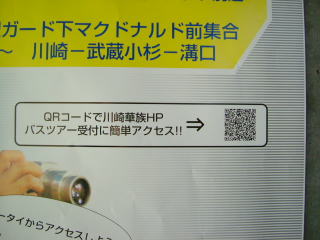 ガード下マクドナルド前集合
～ 川崎－武蔵小杉－溝口
QRコードで川崎華族HP
バスツアー受付に簡単アクセス!! ⇒
ータイからアクセスしよう